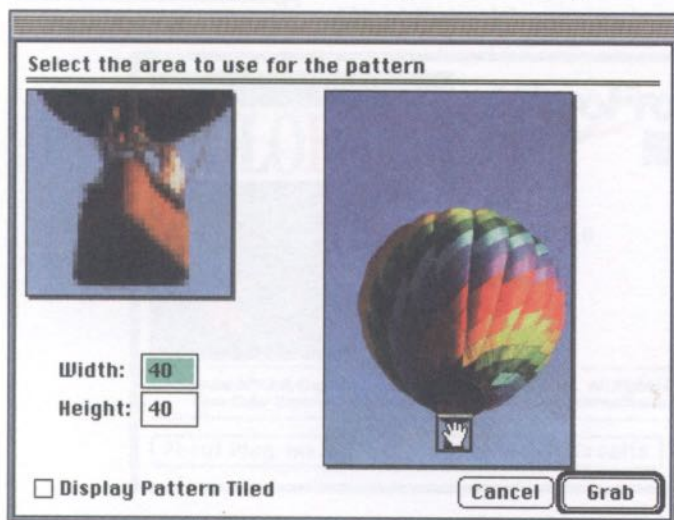 Select the area to use for the pattern
Width: 40
Height: 40
Display Pattern Tiled
Cancel
Grab